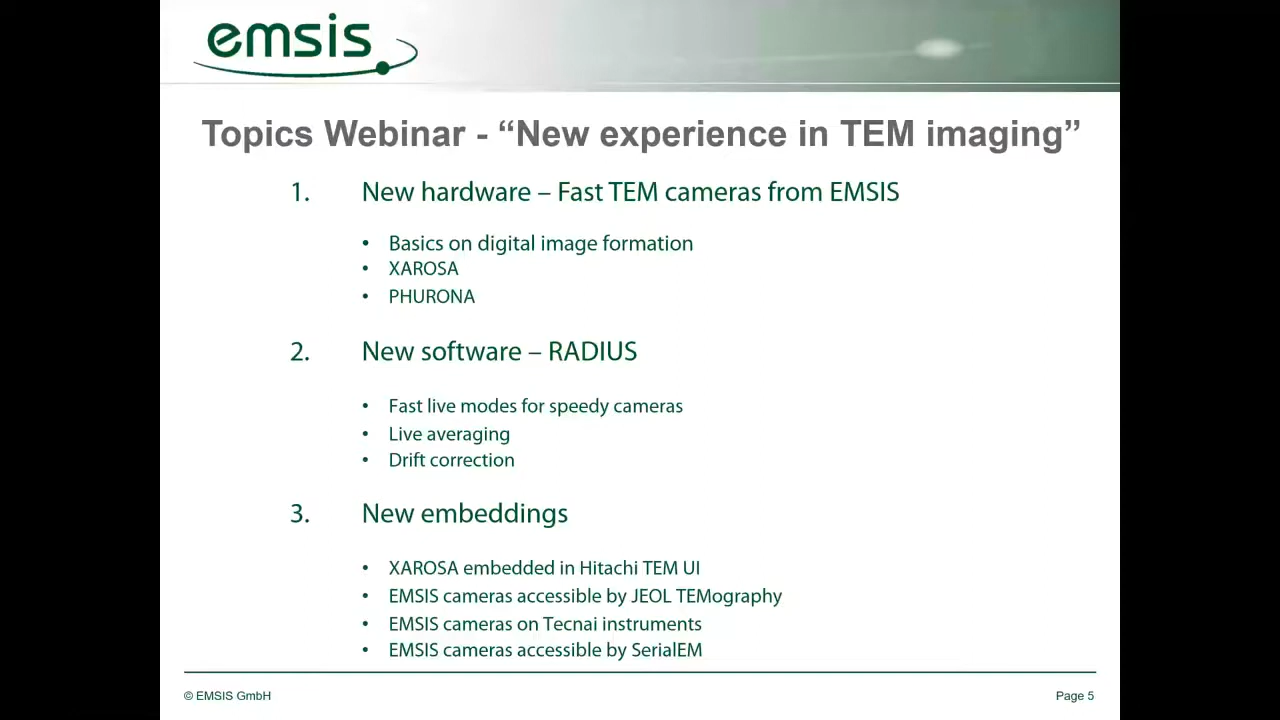 emsis
Topics Webinar - “New experience in TEM imaging”
1. New hardware – Fast TEM cameras from EMSIS
• Basics on digital image formation
• XAROSA
• PHURONA
2. New software – RADIUS
• Fast live modes for speedy cameras
• Live averaging
• Drift correction
3. New embeddings
• XAROSA embedded in Hitachi TEM UI
• EMSIS cameras accessible by JEOL TEMography
• EMSIS cameras on Tecnai instruments
• EMSIS cameras accessible by SerialEM
© EMSIS GmbH Page 5